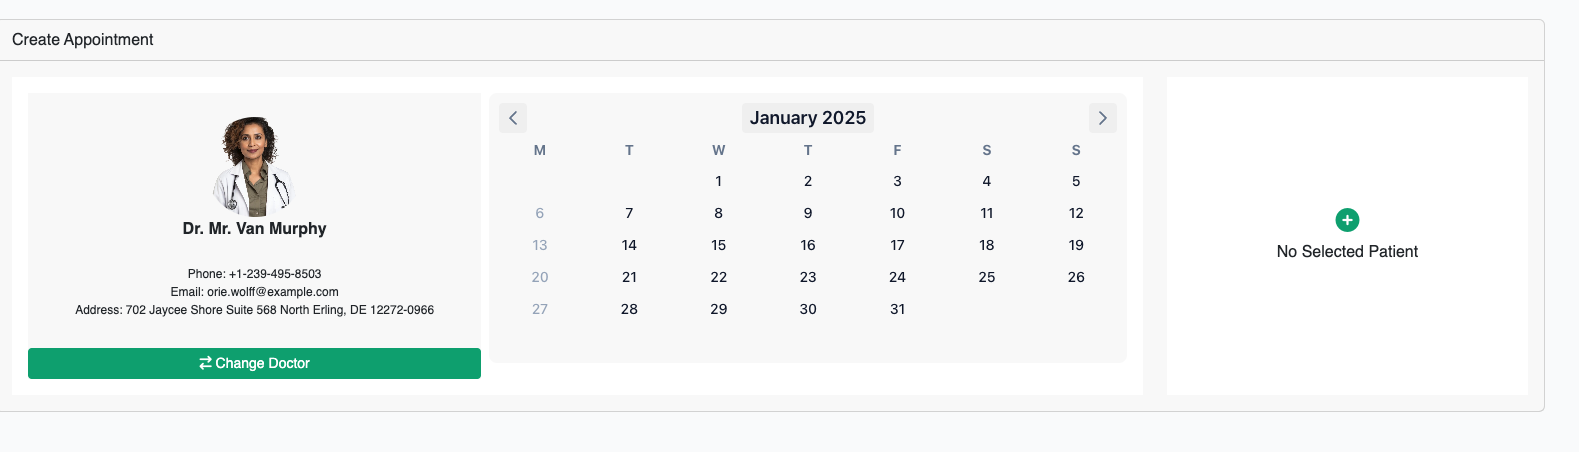 Create Appointment
Dr. Mr. Van Murphy
Phone: +1-239-495-8503
Email: orie.wolff@example.com
Address: 702 Jaycee Shore Suite 568 North Erling, DE 12272-0966
Change Doctor
January 2025
M T W T F S S
1 2 3 4 5
6 7 8 9 10 11 12
13 14 15 16 17 18 19
20 21 22 23 24 25 26
27 28 29 30 31
No Selected Patient